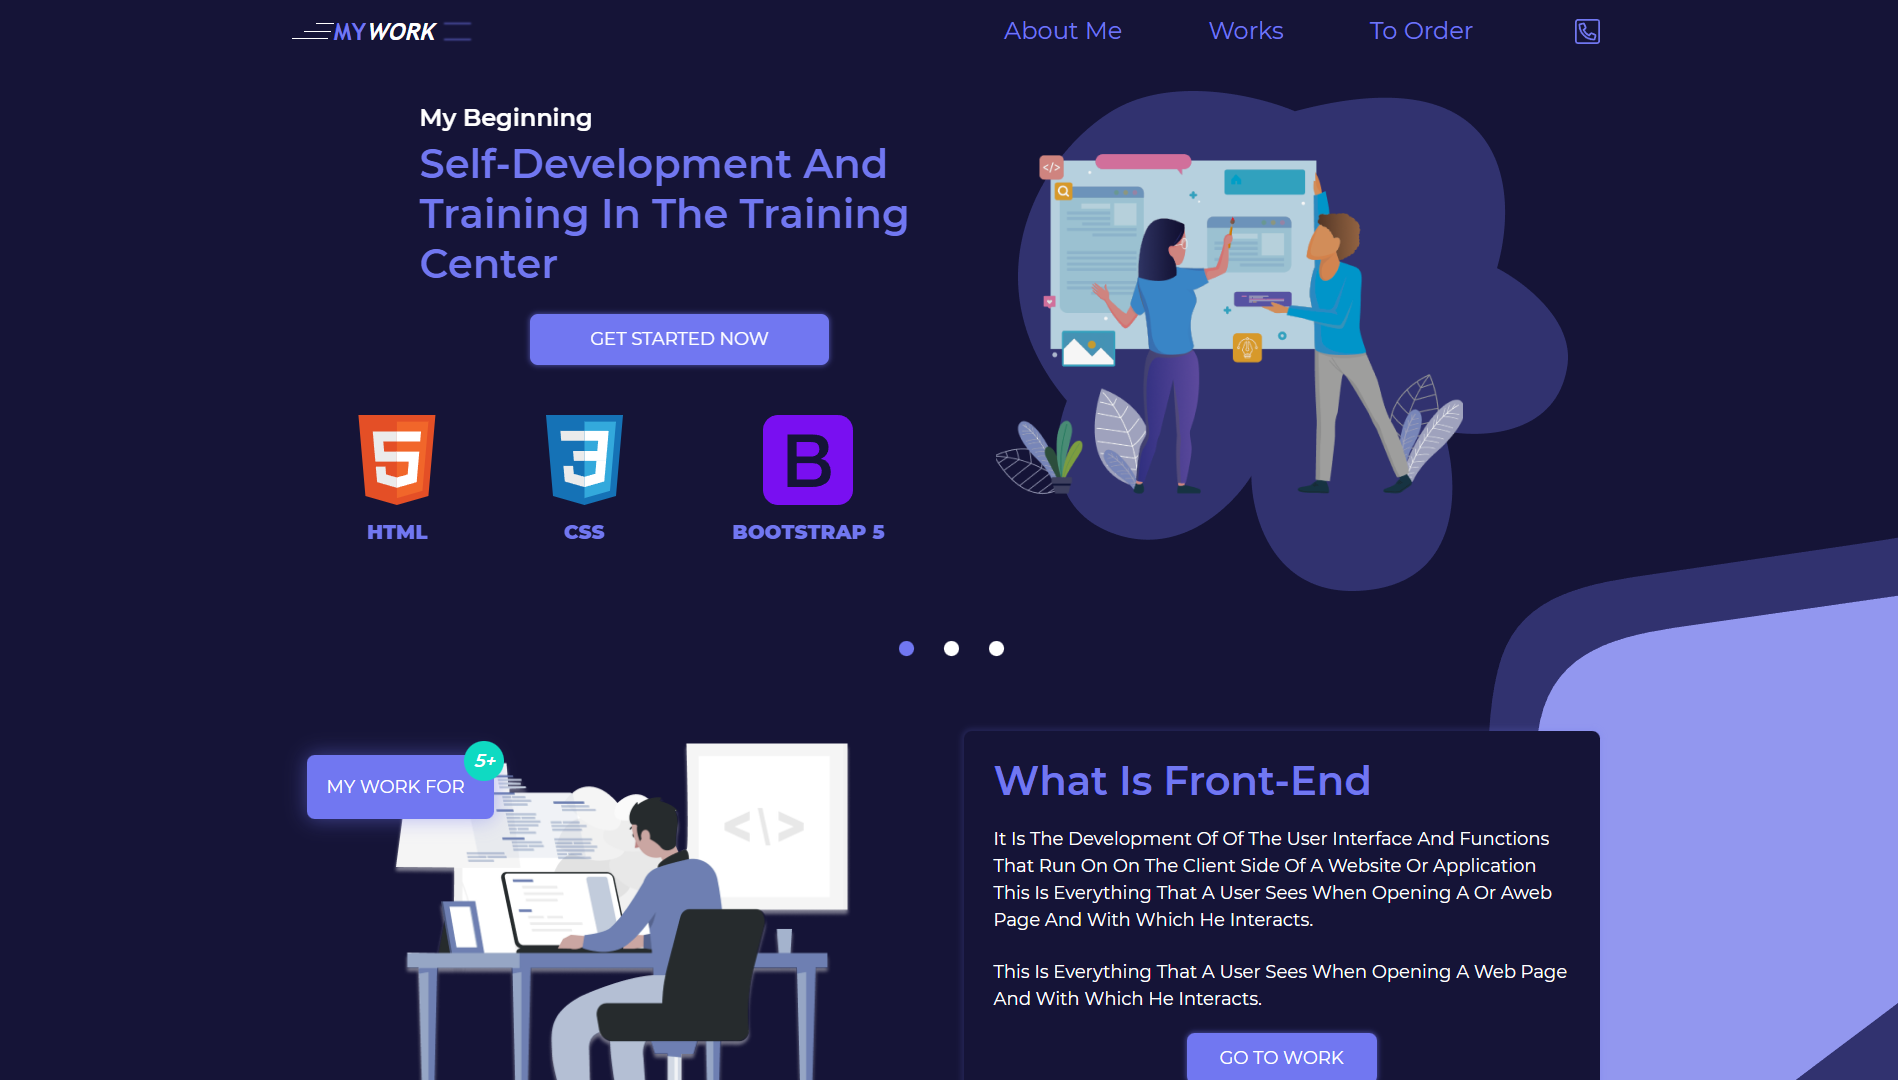 MY WORK
About Me
Works
To Order
My Beginning
Self-Development And
Training In The Training
Center
GET STARTED NOW
</>
HTML
CSS
B
BOOTSTRAP 5
MY WORK FOR
5+
<\>
What Is Front-End
It Is The Development Of Of The User Interface And Functions
That Run On On The Client Side Of A Website Or Application
This Is Everything That A User Sees When Opening A Or Aweb
Page And With Which He Interacts.
This Is Everything That A User Sees When Opening A Web Page
And With Which He Interacts.
GO TO WORK